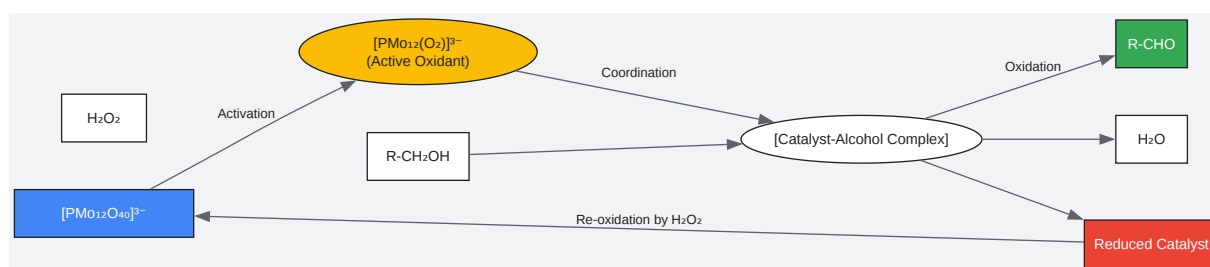 [PMo₁₂(O₂)]³⁻
(Active Oxidant)
R-CHO
Coordination
Oxidation
H₂O₂
Activation
R-CH₂OH
[Catalyst-Alcohol Complex]
H₂O
[PMo₁₂O₄₀]³⁻
Re-oxidation by H₂O₂
Reduced Catalyst